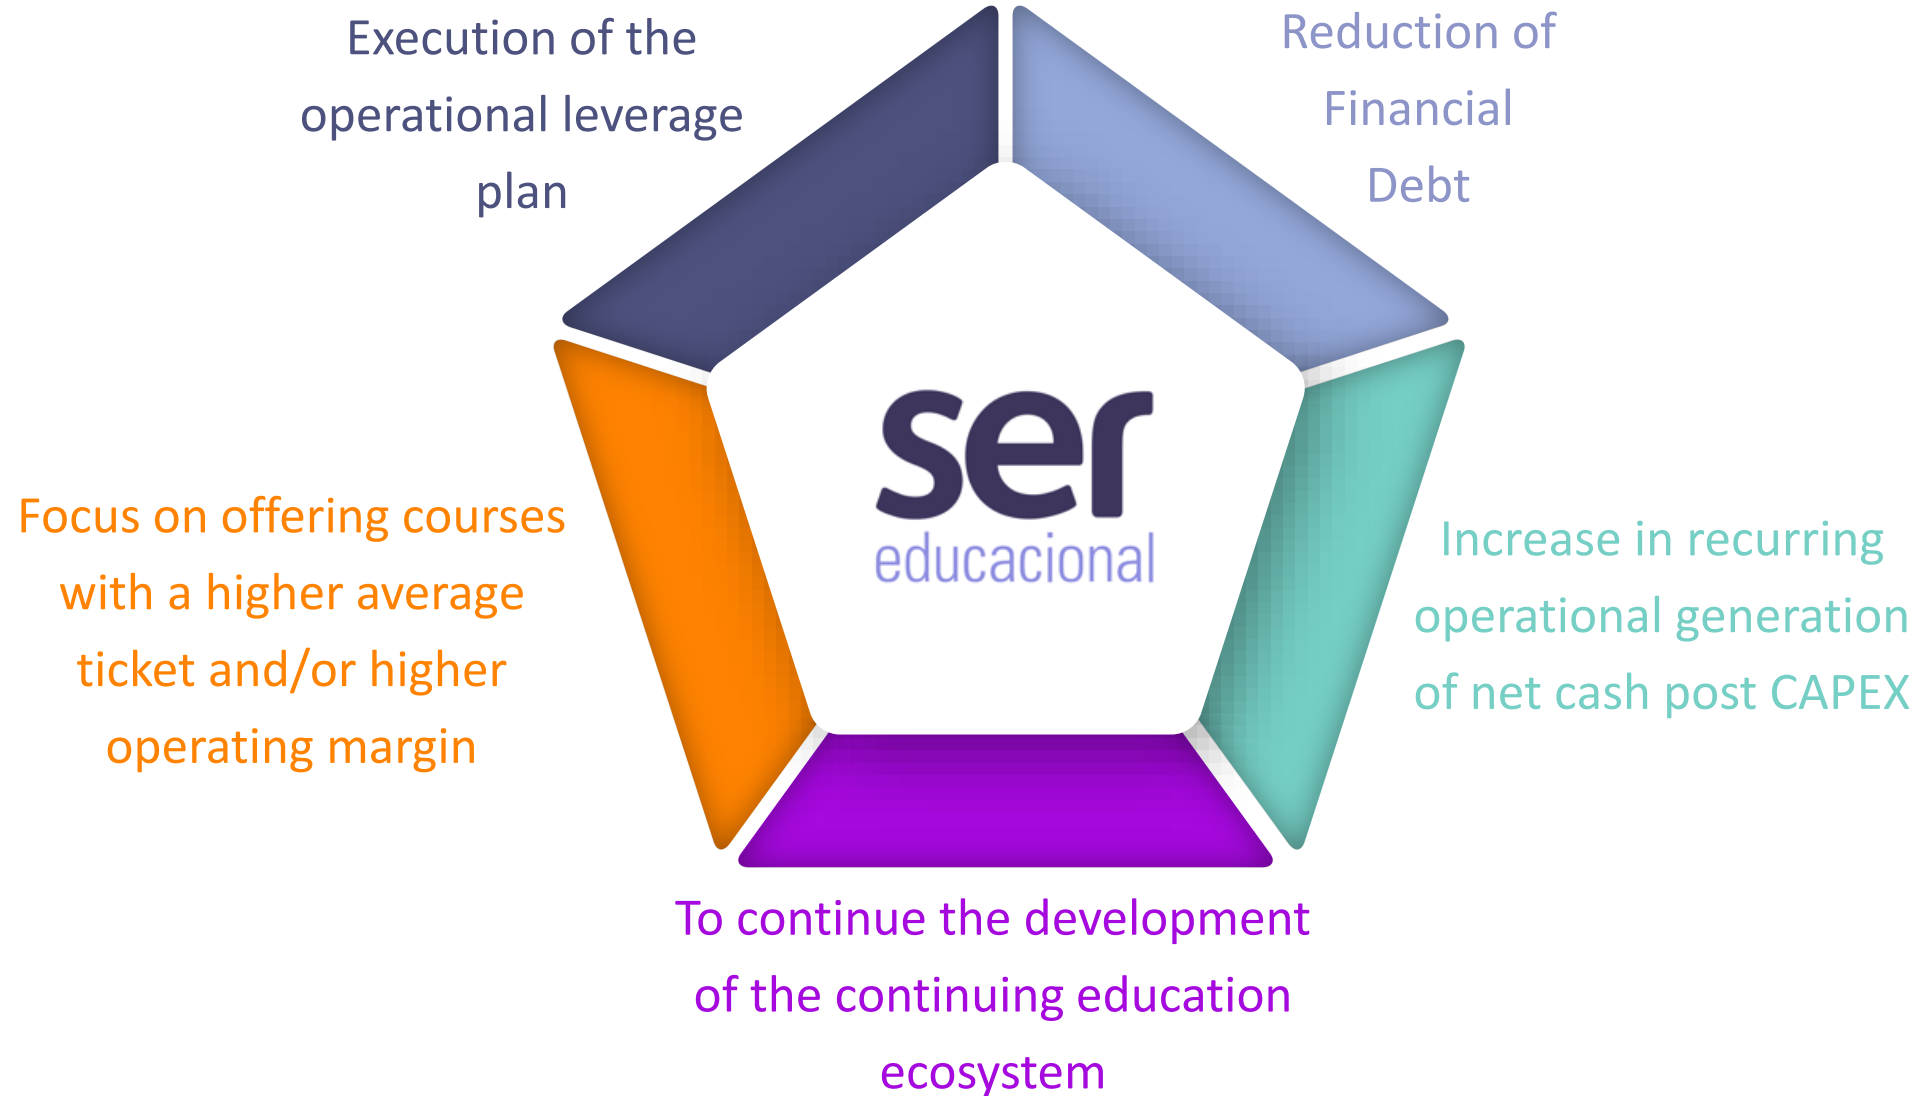 Execution of the
operational leverage
plan
Reduction of
Financial
Debt
Focus on offering courses
with a higher average
ticket and/or higher
operating margin
ser
educacional
Increase in recurring
operational generation
of net cash post CAPEX
To continue the development
of the continuing education
ecosystem